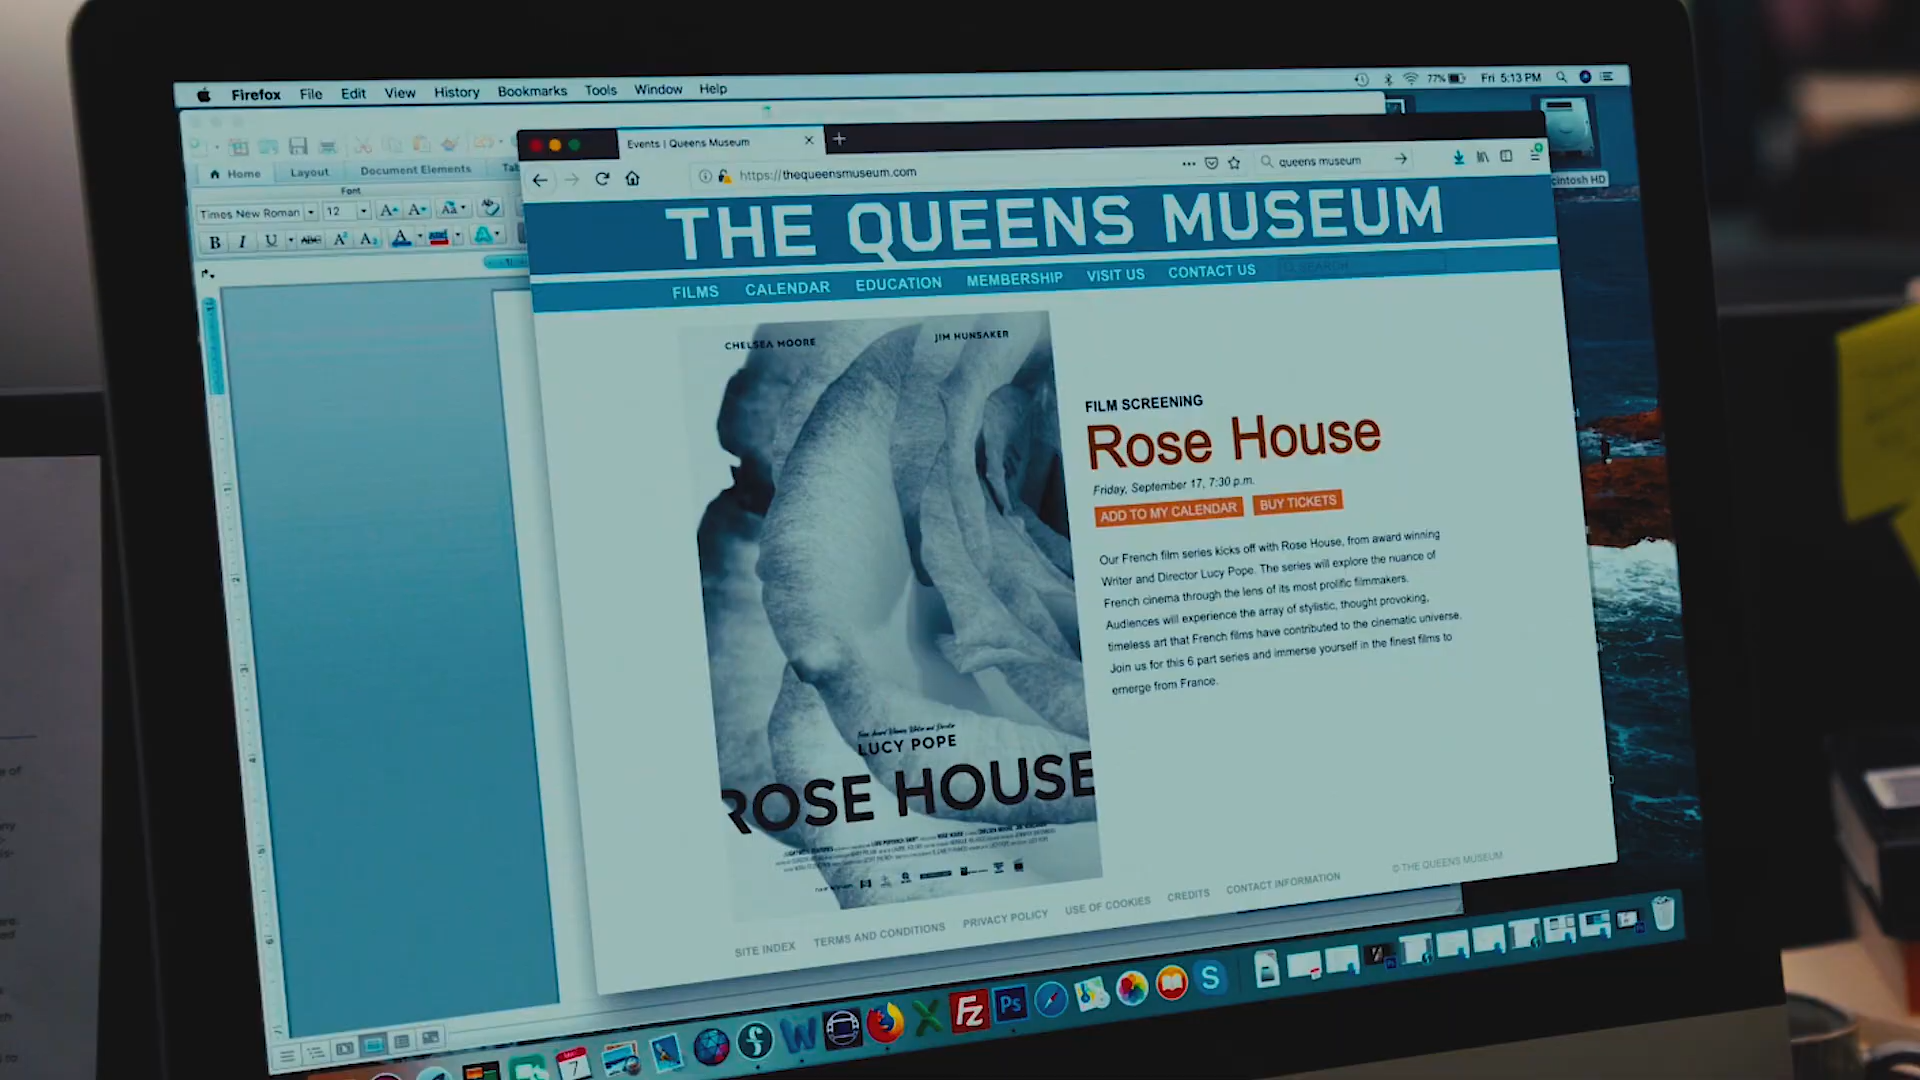 Firefox File Edit View History Bookmarks Tools Window Help
77% Fri 5:13 PM
Events | Queens Museum
https://thequeensmuseum.com
queens museum
Home Layout Document Elements
Font
Times New Roman 12
intosh HD
THE QUEENS MUSEUM
FILMS CALENDAR EDUCATION MEMBERSHIP VISIT US CONTACT US SEARCH
CHELSEA MOORE JIM HUNSAKER
LUCY POPE
ROSE HOUSE
FILM SCREENING
Rose House
Friday, September 17, 7:30 p.m.
ADD TO MY CALENDAR BUY TICKETS
Our French film series kicks off with Rose House, from award winning
Writer and Director Lucy Pope. The series will explore the nuance of
French cinema through the lens of its most prolific filmmakers.
Audiences will experience the array of stylistic, thought provoking,
timeless art that French films have contributed to the cinematic universe.
Join us for this 6 part series and immerse yourself in the finest films to
emerge from France.
© THE QUEENS MUSEUM
SITE INDEX TERMS AND CONDITIONS PRIVACY POLICY USE OF COOKIES CREDITS CONTACT INFORMATION
7
W
FZ
Ps
S